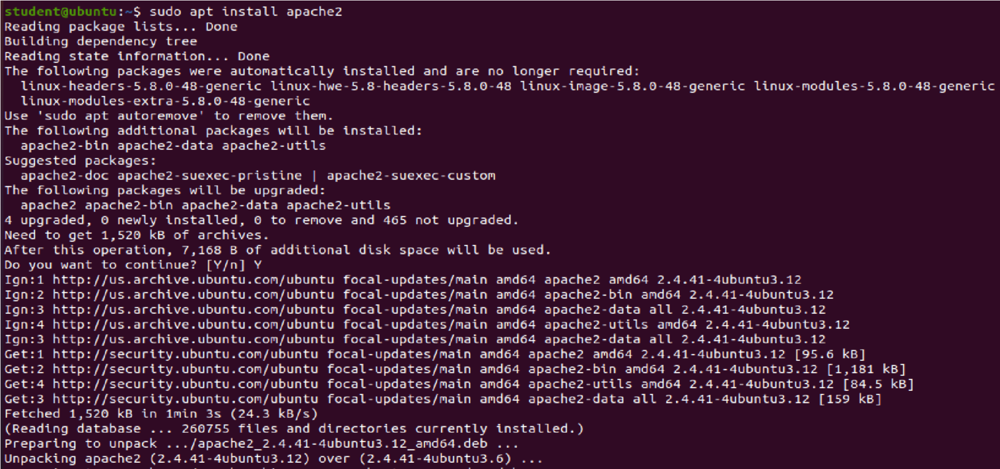 student@ubuntu:~$ sudo apt install apache2
Reading package lists... Done
Building dependency tree
Reading state information... Done
The following packages were automatically installed and are no longer required:
  linux-headers-5.8.0-48-generic linux-hwe-5.8-headers-5.8.0-48 linux-image-5.8.0-48-generic linux-modules-5.8.0-48-generic
  linux-modules-extra-5.8.0-48-generic
Use 'sudo apt autoremove' to remove them.
The following additional packages will be installed:
  apache2-bin apache2-data apache2-utils
Suggested packages:
  apache2-doc apache2-suexec-pristine | apache2-suexec-custom
The following packages will be upgraded:
  apache2 apache2-bin apache2-data apache2-utils
4 upgraded, 0 newly installed, 0 to remove and 465 not upgraded.
Need to get 1,520 kB of archives.
After this operation, 7,168 B of additional disk space will be used.
Do you want to continue? [Y/n] Y
Ign:1 http://us.archive.ubuntu.com/ubuntu focal-updates/main amd64 apache2 amd64 2.4.41-4ubuntu3.12
Ign:2 http://us.archive.ubuntu.com/ubuntu focal-updates/main amd64 apache2-bin amd64 2.4.41-4ubuntu3.12
Ign:3 http://us.archive.ubuntu.com/ubuntu focal-updates/main amd64 apache2-data all 2.4.41-4ubuntu3.12
Ign:4 http://us.archive.ubuntu.com/ubuntu focal-updates/main amd64 apache2-utils amd64 2.4.41-4ubuntu3.12
Ign:3 http://us.archive.ubuntu.com/ubuntu focal-updates/main amd64 apache2-data all 2.4.41-4ubuntu3.12
Get:1 http://security.ubuntu.com/ubuntu focal-updates/main amd64 apache2 amd64 2.4.41-4ubuntu3.12 [95.6 kB]
Get:2 http://security.ubuntu.com/ubuntu focal-updates/main amd64 apache2-bin amd64 2.4.41-4ubuntu3.12 [1,181 kB]
Get:4 http://security.ubuntu.com/ubuntu focal-updates/main amd64 apache2-utils amd64 2.4.41-4ubuntu3.12 [84.5 kB]
Get:3 http://security.ubuntu.com/ubuntu focal-updates/main amd64 apache2-data all 2.4.41-4ubuntu3.12 [159 kB]
Fetched 1,520 kB in 1min 3s (24.3 kB/s)
(Reading database ... 260755 files and directories currently installed.)
Preparing to unpack .../apache2_2.4.41-4ubuntu3.12_amd64.deb ...
Unpacking apache2 (2.4.41-4ubuntu3.12) over (2.4.41-4ubuntu3.6) ...